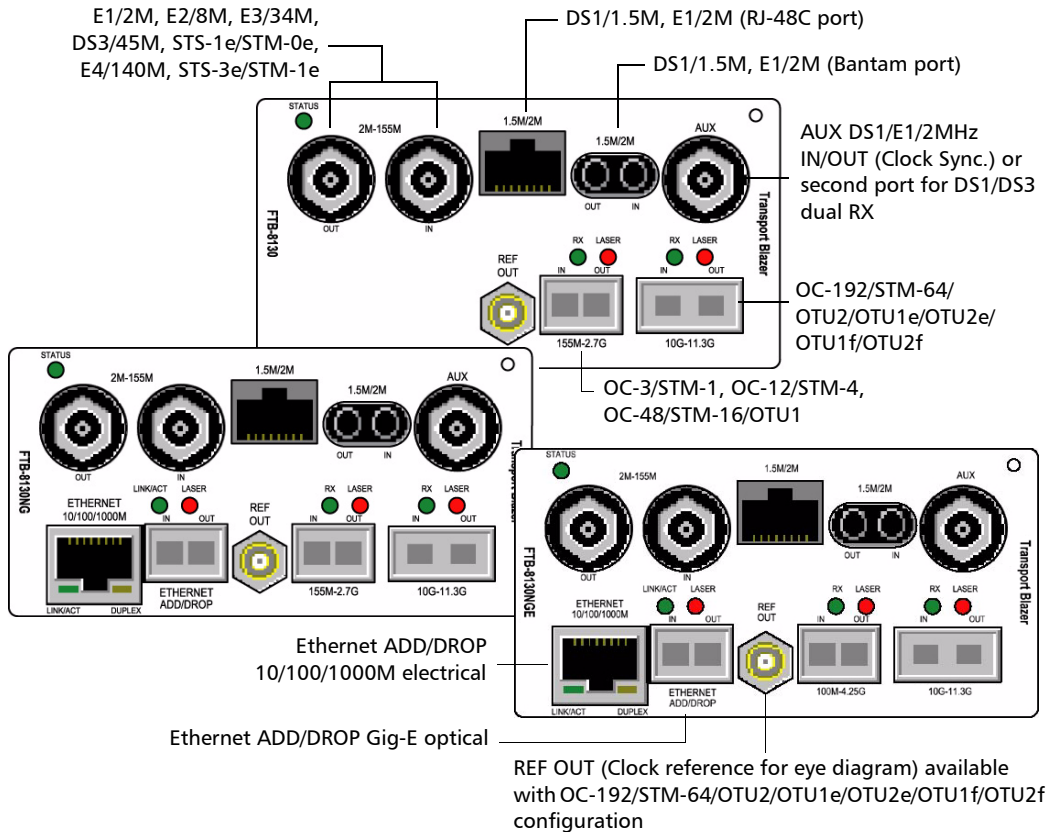 E1/2M, E2/8M, E3/34M,
DS3/45M, STS-1e/STM-0e,
E4/140M, STS-3e/STM-1e
DS1/1.5M, E1/2M (RJ-48C port)
DS1/1.5M, E1/2M (Bantam port)
STATUS
2M-155M
1.5M/2M
1.5M/2M
AUX
OUT
IN
OUT
IN
FTB-8130
Transport Blazer
AUX DS1/E1/2MHz
IN/OUT (Clock Sync.) or
second port for DS1/DS3
dual RX
REF
OUT
RX LASER
IN OUT
155M-2.7G
RX LASER
IN OUT
10G-11.3G
OC-192/STM-64/
OTU2/OTU1e/OTU2e/
OTU1f/OTU2f
OC-3/STM-1, OC-12/STM-4,
OC-48/STM-16/OTU1
STATUS
2M-155M
1.5M/2M
1.5M/2M
AUX
OUT
IN
OUT
IN
FTB-8130NG
ETHERNET
10/100/1000M
LINK/ACT DUPLEX
LINK/ACT LASER
IN OUT
ETHERNET
ADD/DROP
REF
OUT
RX LASER
IN OUT
155M-2.7G
RX LASER
IN OUT
10G-11.3G
STATUS
2M-155M
1.5M/2M
1.5M/2M
AUX
OUT
IN
OUT
IN
FTB-8130NGE
Transport Blazer
ETHERNET
10/100/1000M
LINK/ACT DUPLEX
LINK/ACT LASER
IN OUT
ETHERNET
ADD/DROP
REF
OUT
RX LASER
IN OUT
100M-4.25G
RX LASER
IN OUT
10G-11.3G
Ethernet ADD/DROP
10/100/1000M electrical
Ethernet ADD/DROP Gig-E optical
REF OUT (Clock reference for eye diagram) available
with OC-192/STM-64/OTU2/OTU1e/OTU2e/OTU1f/OTU2f
configuration